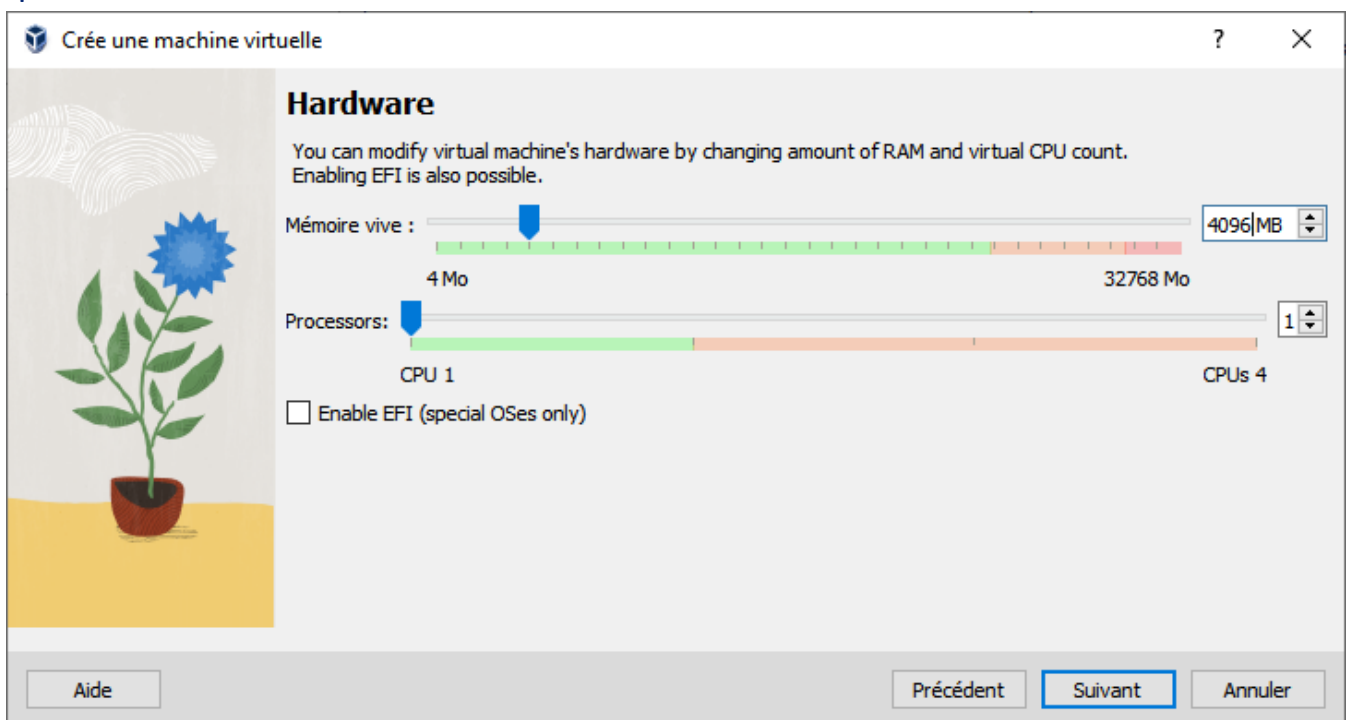 Crée une machine virtuelle ?
Hardware
You can modify virtual machine's hardware by changing amount of RAM and virtual CPU count.
Enabling EFI is also possible.
Mémoire vive : 4096 MB
4 Mo 32768 Mo
Processors: 1
CPU 1 CPUs 4
Enable EFI (special OSes only)
Aide Précédent Suivant Annuler